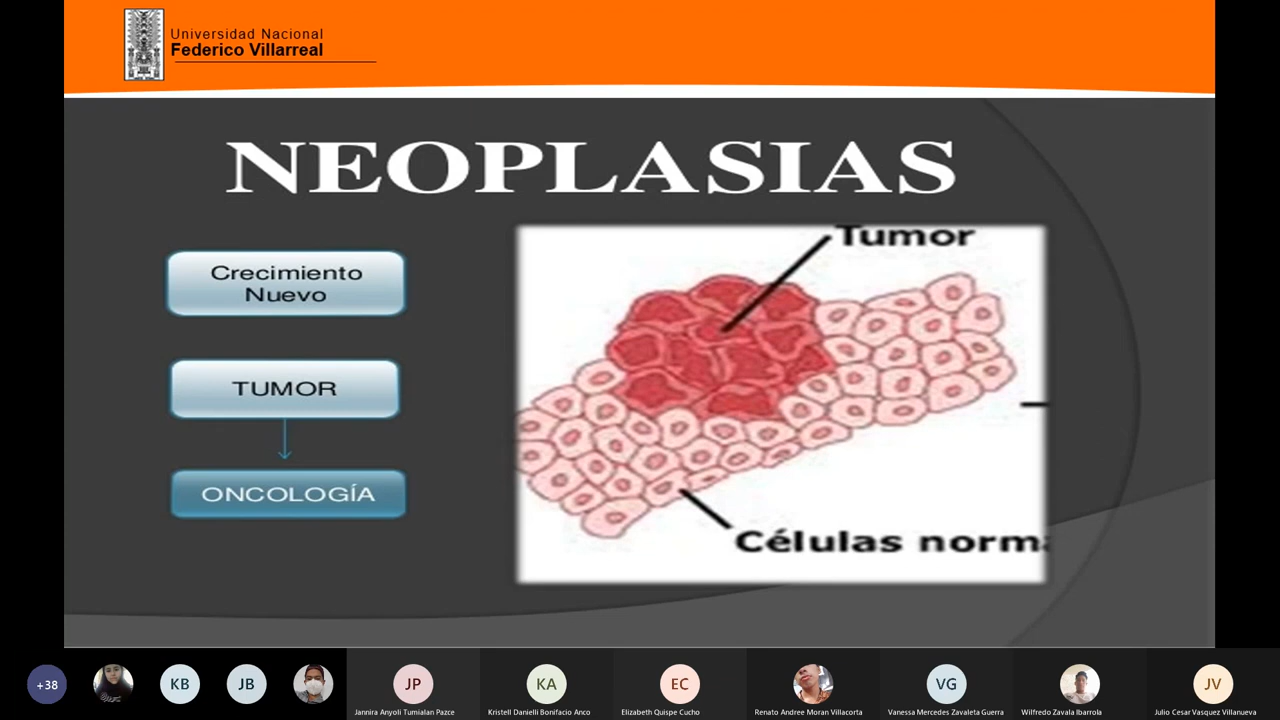 Universidad Nacional
Federico Villarreal
NEOPLASIAS
Crecimiento
Nuevo
TUMOR
ONCOLOGÍA
Tumor
Células norm
+38
KB
JB
JP
KA
EC
VG
JV
Jannira Anyoli Tumialan Pazce
Kristell Danielli Bonifacio Anco
Elizabeth Quispe Cucho
Renato Andree Moran Villacorta
Vanessa Mercedes Zavaleta Guerra
Wilfredo Zavala Ibarrola
Julio Cesar Vasquez Villanueva